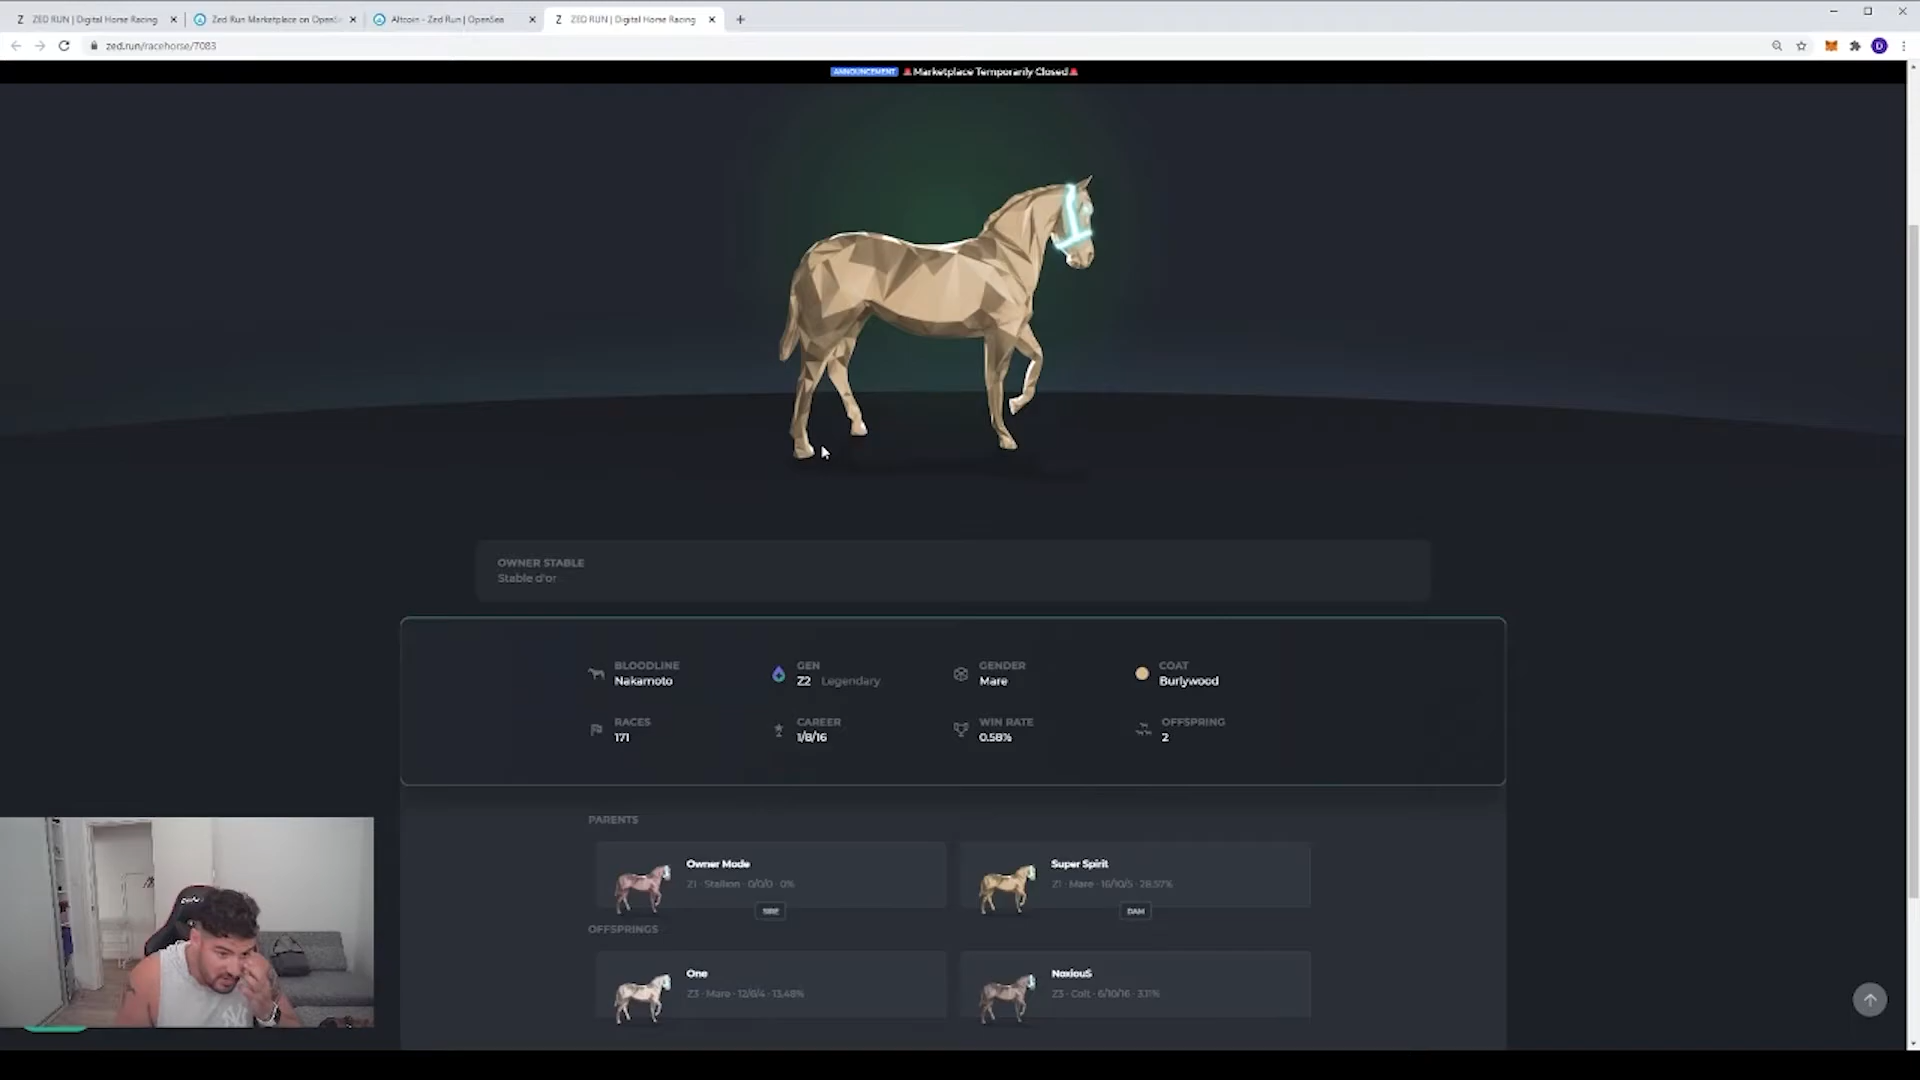 ZED RUN | Digital Horse Racing
Zed Run Marketplace on OpenSe
Altcoin - Zed Run | OpenSea
ZED RUN | Digital Horse Racing
zed.run/racehorse/7083
D
ANNOUNCEMENT Marketplace Temporarily Closed
OWNER STABLE
Stable d'or
BLOODLINE
Nakamoto
GEN
Z2 Legendary
GENDER
Mare
COAT
Burlywood
RACES
171
CAREER
1/8/16
WIN RATE
0.58%
OFFSPRING
2
PARENTS
Owner Mode
Z1 · Stallion · 0/0/0 · 0%
SIRE
Super Spirit
Z1 · Mare · 16/10/5 · 28.57%
DAM
OFFSPRINGS
One
Z3 · Mare · 12/6/4 · 13.48%
NoxiouS
Z3 · Colt · 6/10/16 · 3.11%